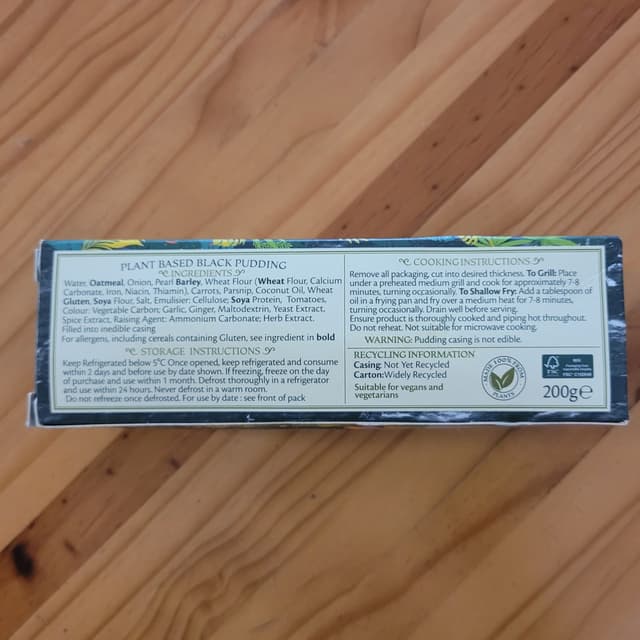 PLANT BASED BLACK PUDDING
INGREDIENTS
Water, Oatmeal, Onion, Pearl Barley, Wheat Flour (Wheat Flour, Calcium
Carbonate, Iron, Niacin, Thiamin), Carrots, Parsnip, Coconut Oil, Wheat
Gluten, Soya Flour, Salt, Emulisier: Cellulose; Soya Protein, Tomatoes,
Colour: Vegetable Carbon; Garlic, Ginger, Maltodextrin, Yeast Extract,
Spice Extract, Raising Agent: Ammonium Carbonate; Herb Extract.
Filled into inedible casing
For allergens, including cereals containing Gluten, see ingredient in bold
STORAGE INSTRUCTIONS
Keep Refrigerated below 5°C Once opened, keep refrigerated and consume
within 2 days and before use by date shown. If freezing, freeze on the day
of purchase and use within 1 month. Defrost thoroughly in a refrigerator
and use within 24 hours. Never defrost in a warm room.
Do not refreeze once defrosted. For use by date : see front of pack
COOKING INSTRUCTIONS
Remove all packaging, cut into desired thickness. To Grill: Place
under a preheated medium grill and cook for approximately 7-8
minutes, turning occasionally. To Shallow Fry: Add a tablespoon of
oil in a frying pan and fry over a medium heat for 7-8 minutes,
turning occasionally. Drain well before serving.
Ensure product is thoroughly cooked and piping hot throughout.
Do not reheat. Not suitable for microwave cooking.
WARNING: Pudding casing is not edible.
RECYCLING INFORMATION
Casing: Not Yet Recycled
Carton:Widely Recycled
Suitable for vegans and
vegetarians
MADE 100% FROM PLANTS
FSC
200g℮